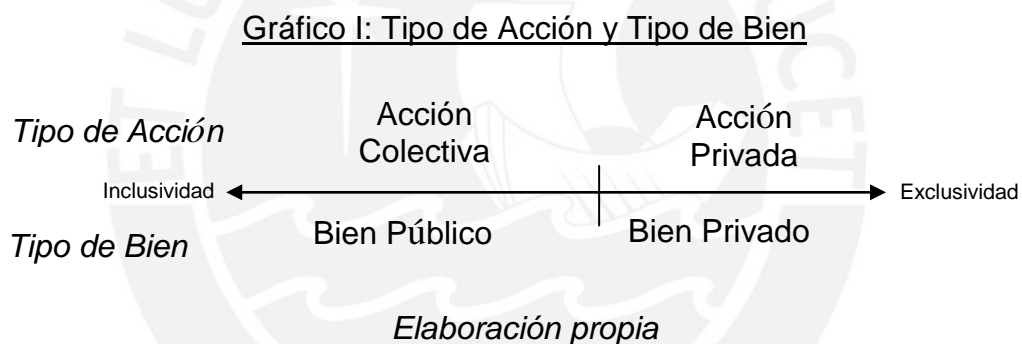 Gráfico I: Tipo de Acción y Tipo de Bien
Tipo de Acción
Acción
Colectiva
Acción
Privada
Inclusividad
Exclusividad
Tipo de Bien
Bien Público
Bien Privado
Elaboración propia